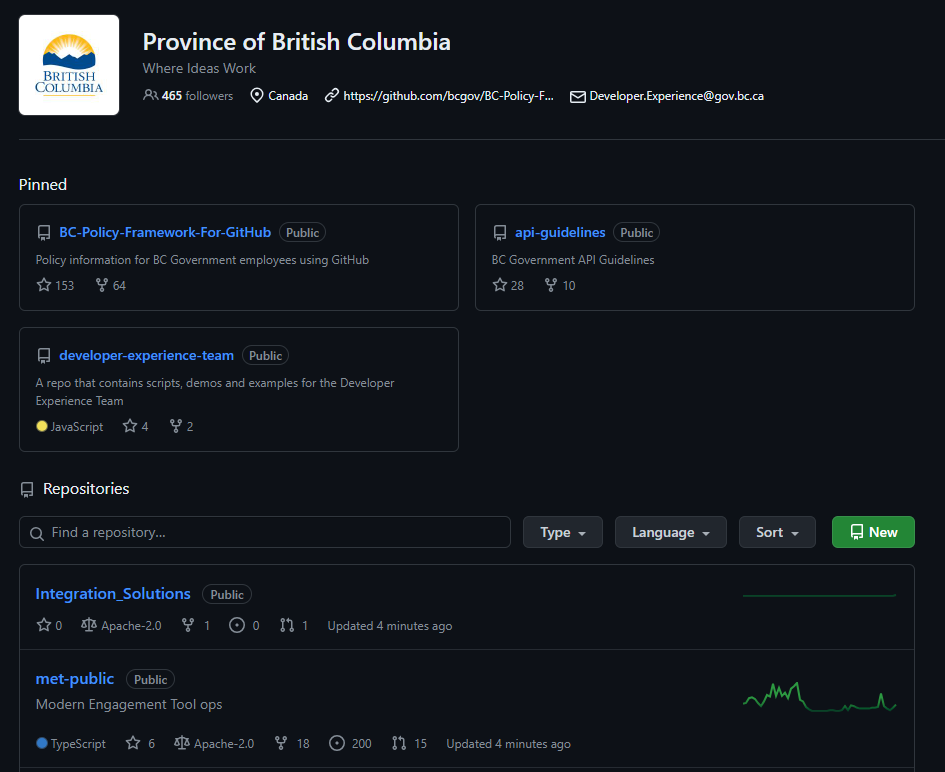 BRITISH
COLUMBIA
Province of British Columbia
Where Ideas Work
465 followers Canada https://github.com/bcgov/BC-Policy-F... Developer.Experience@gov.bc.ca
Pinned
BC-Policy-Framework-For-GitHub Public
Policy information for BC Government employees using GitHub
153 64
api-guidelines Public
BC Government API Guidelines
28 10
developer-experience-team Public
A repo that contains scripts, demos and examples for the Developer
Experience Team
JavaScript 4 2
Repositories
Find a repository...
Type Language Sort New
Integration_Solutions Public
0 Apache-2.0 1 0 1 Updated 4 minutes ago
met-public Public
Modern Engagement Tool ops
TypeScript 6 Apache-2.0 18 200 15 Updated 4 minutes ago